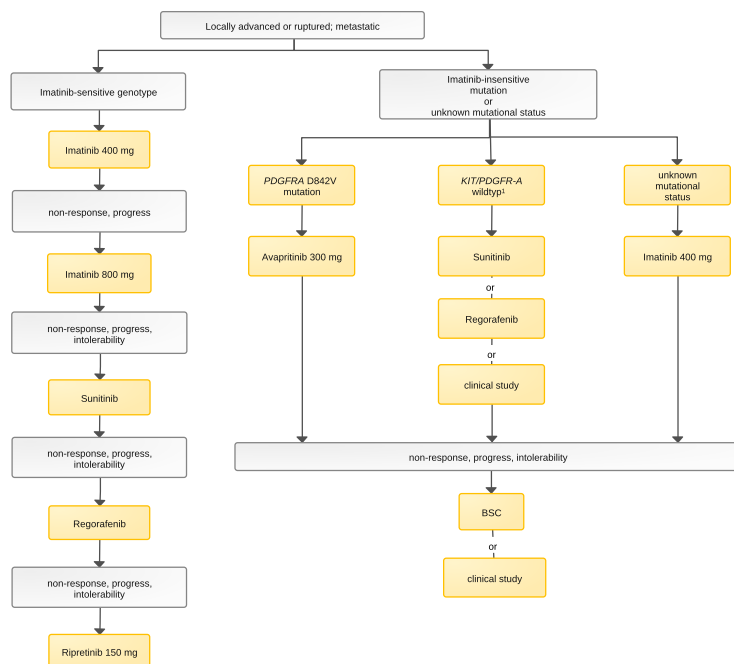 Locally advanced or ruptured; metastatic
Imatinib-sensitive genotype
Imatinib 400 mg
non-response, progress
Imatinib 800 mg
non-response, progress,
intolerability
Sunitinib
non-response, progress,
intolerability
Regorafenib
non-response, progress,
intolerability
Ripretinib 150 mg
Imatinib-insensitive
mutation
or
unknown mutational status
PDGFRA D842V
mutation
Avapritinib 300 mg
KIT/PDGFR-A
wildtyp¹
Sunitinib
or
Regorafenib
or
clinical study
unknown
mutational
status
Imatinib 400 mg
non-response, progress, intolerability
BSC
or
clinical study